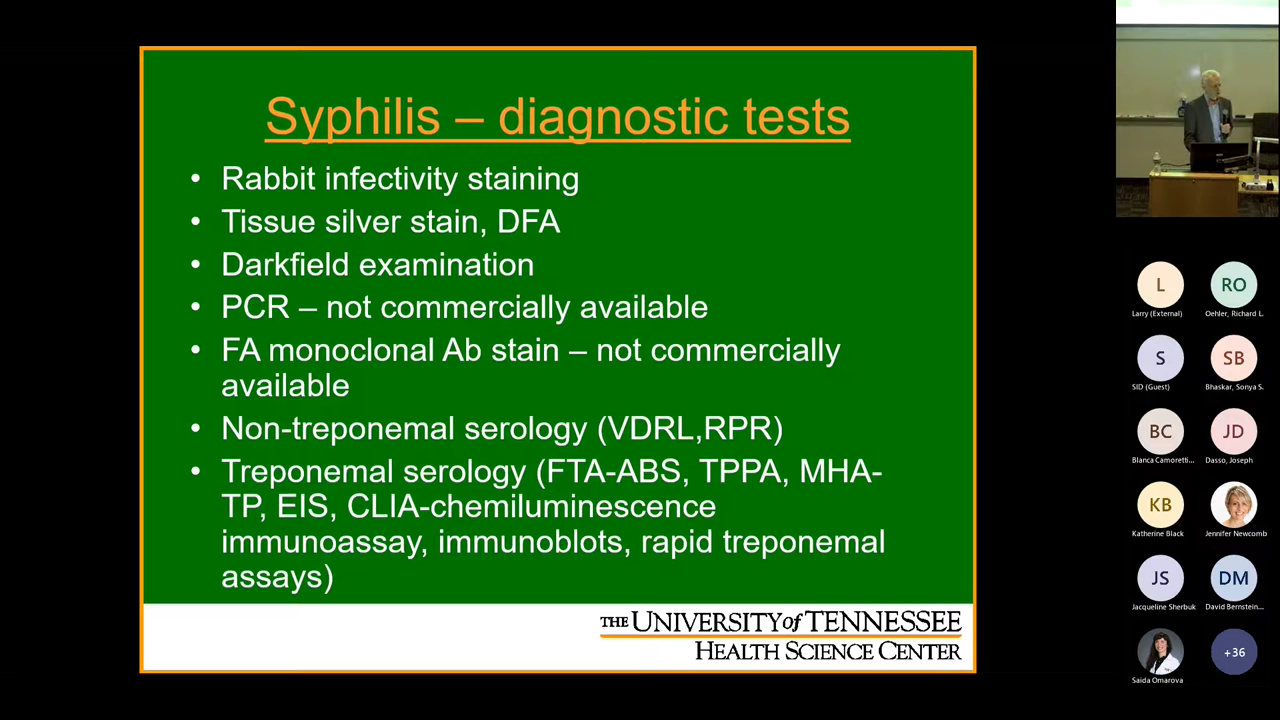 Syphilis – diagnostic tests
• Rabbit infectivity staining
• Tissue silver stain, DFA
• Darkfield examination
• PCR – not commercially available
• FA monoclonal Ab stain – not commercially
available
• Non-treponemal serology (VDRL,RPR)
• Treponemal serology (FTA-ABS, TPPA, MHA-
TP, EIS, CLIA-chemiluminescence
immunoassay, immunoblots, rapid treponemal
assays)
THE UNIVERSITY of TENNESSEE
HEALTH SCIENCE CENTER
L
RO
Larry (External)
Oehler, Richard L.
S
SB
SID (Guest)
Bhaskar, Sonya S.
BC
JD
Blanca Camoretti...
Dasso, Joseph
KB
Katherine Black
Jennifer Newcomb
JS
DM
Jacqueline Sherbuk
David Bernstein...
+36
Saida Omarova